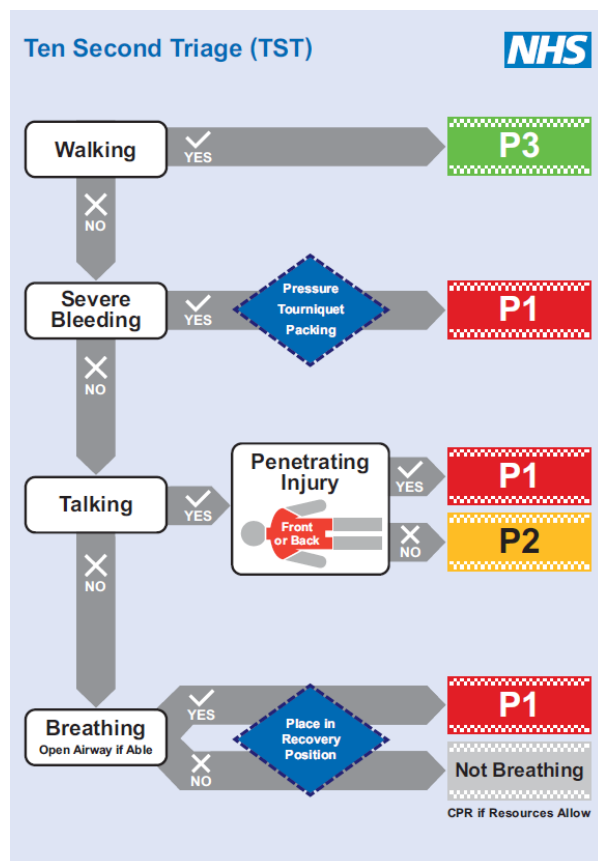 Ten Second Triage (TST)
NHS
Walking
YES
P3
NO
Severe
Bleeding
YES
Pressure
Tourniquet
Packing
P1
NO
Talking
YES
Penetrating
Injury
Front
or Back
YES
P1
NO
P2
NO
Breathing
Open Airway if Able
YES
NO
Place in
Recovery
Position
P1
Not Breathing
CPR if Resources Allow